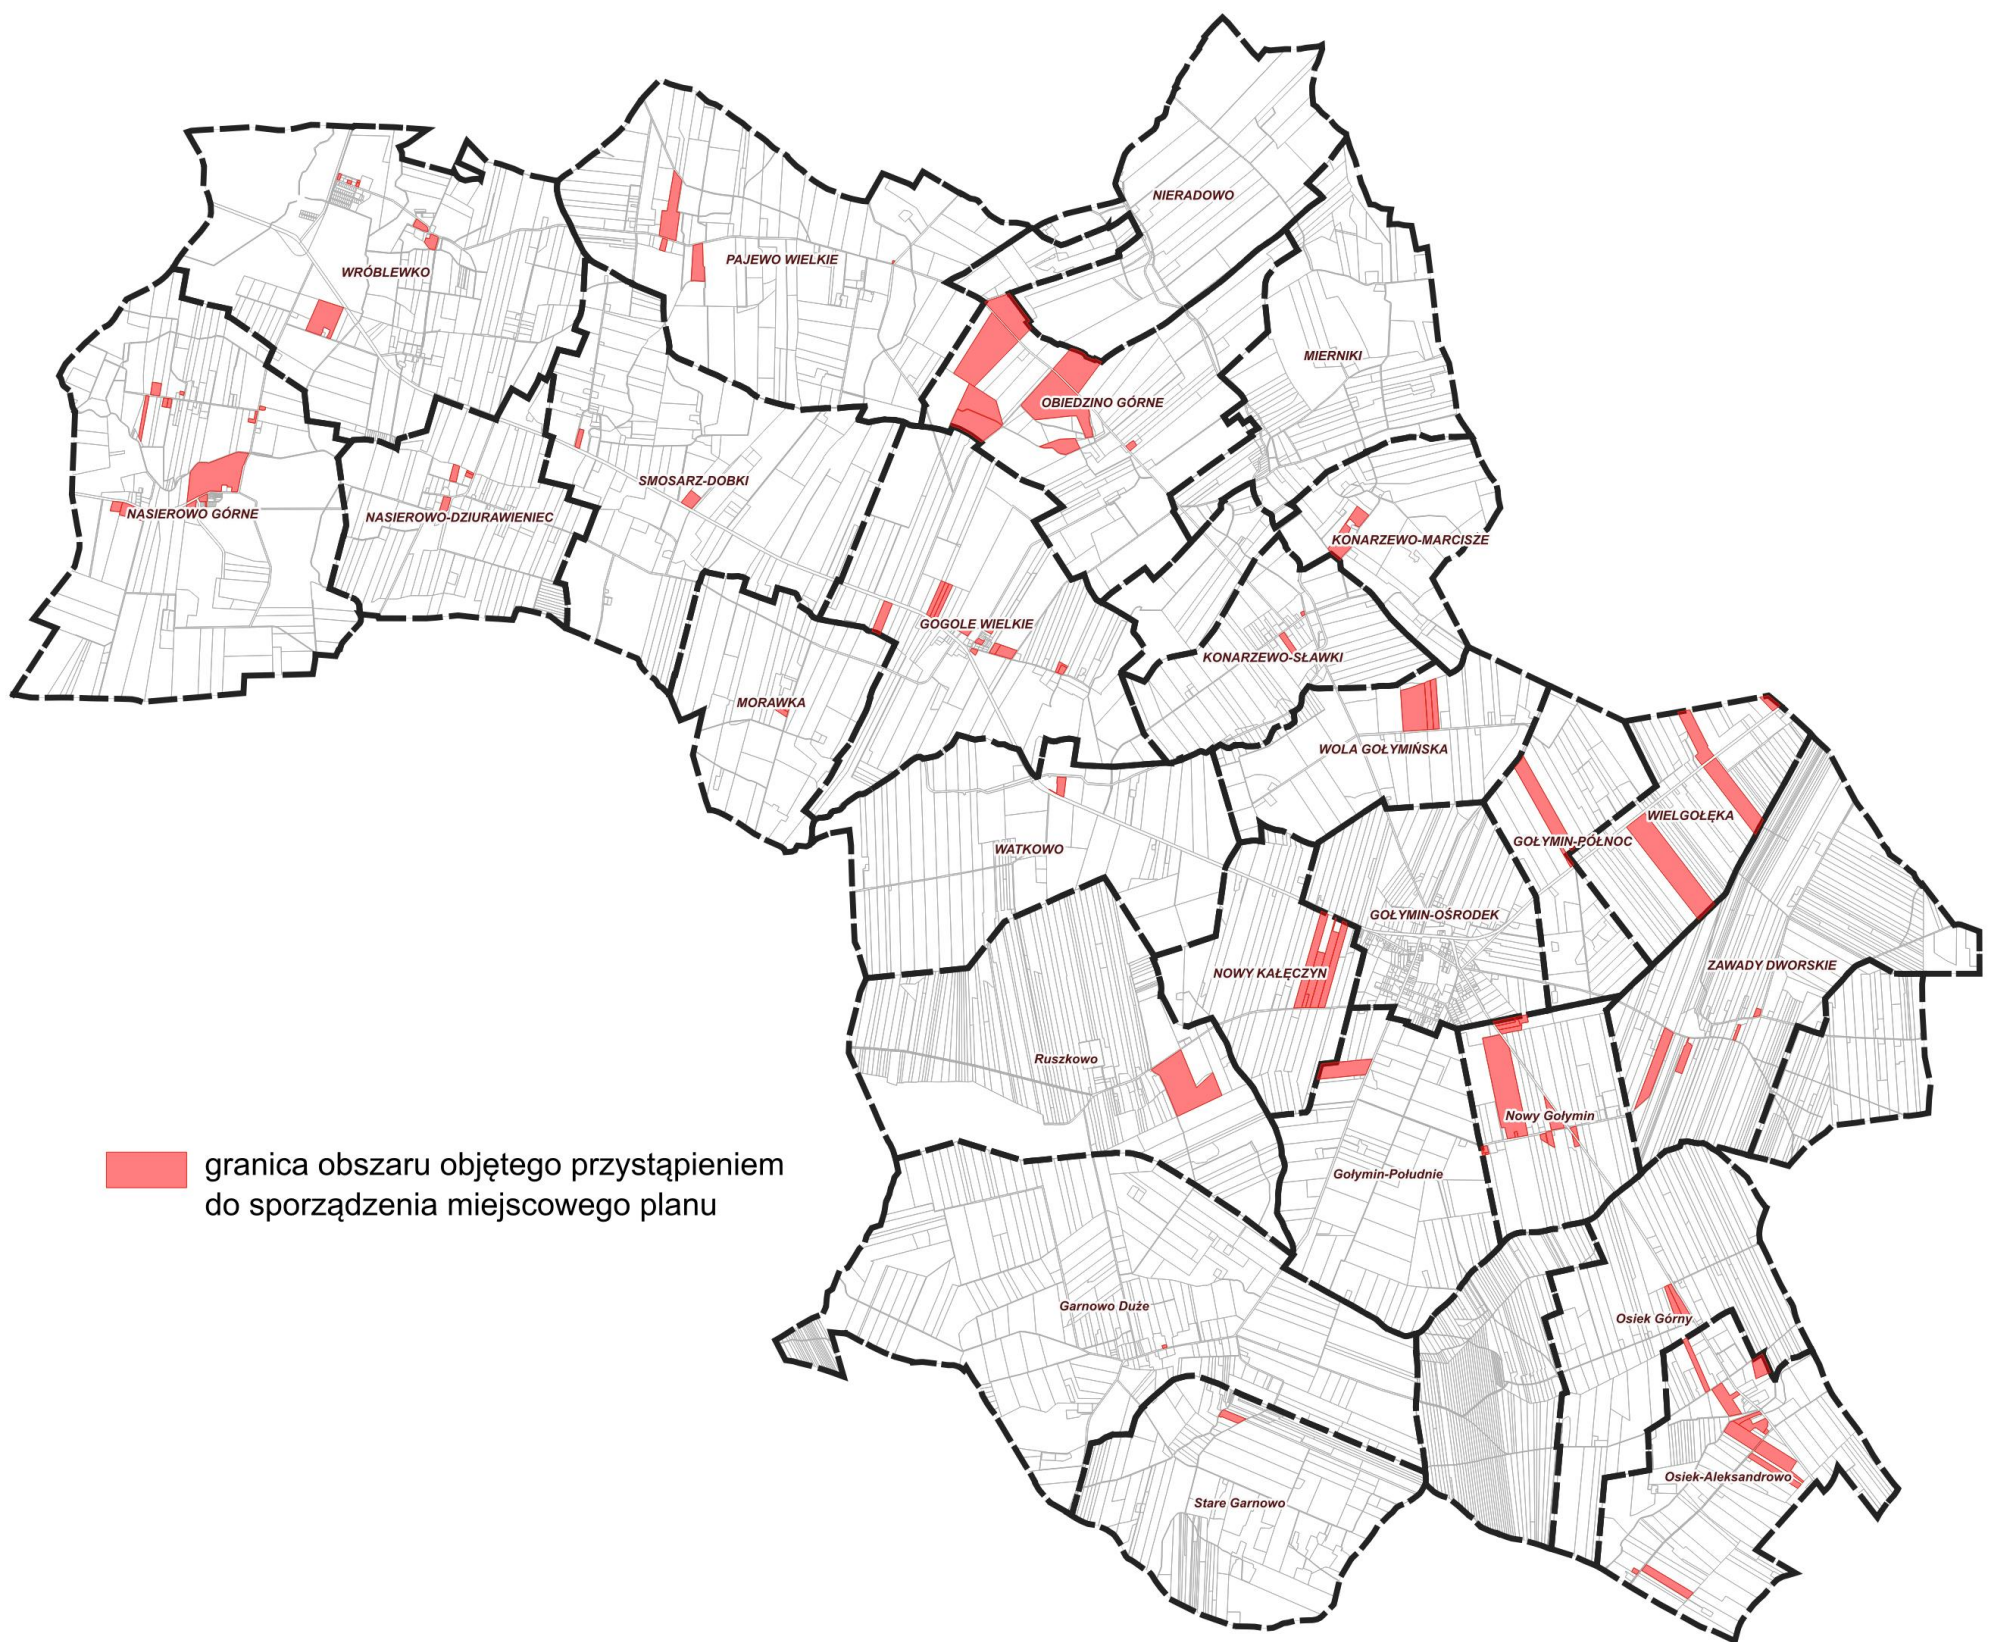 NIERADOWO
PAJEWO WIELKIE
WRÓBLEWKO
MIERNIKI
OBIEDZINO GÓRNE
SMOSARZ-DOBKI
NASIEROWO GÓRNE
NASIEROWO-DZIURAWIENIEC
KONARZEWO-MARCISZE
GOGOLE WIELKIE
KONARZEWO-SŁAWKI
MORAWKA
WOLA GOŁYMIŃSKA
WIELGOŁĘKA
GOŁYMIN-PÓŁNOC
WATKOWO
GOŁYMIN-OŚRODEK
ZAWADY DWORSKIE
NOWY KAŁĘCZYN
Ruszkowo
Nowy Gołymin
granica obszaru objętego przystąpieniem
do sporządzenia miejscowego planu
Gołymin-Południe
Garnowo Duże
Osiek Górny
Osiek-Aleksandrowo
Stare Garnowo